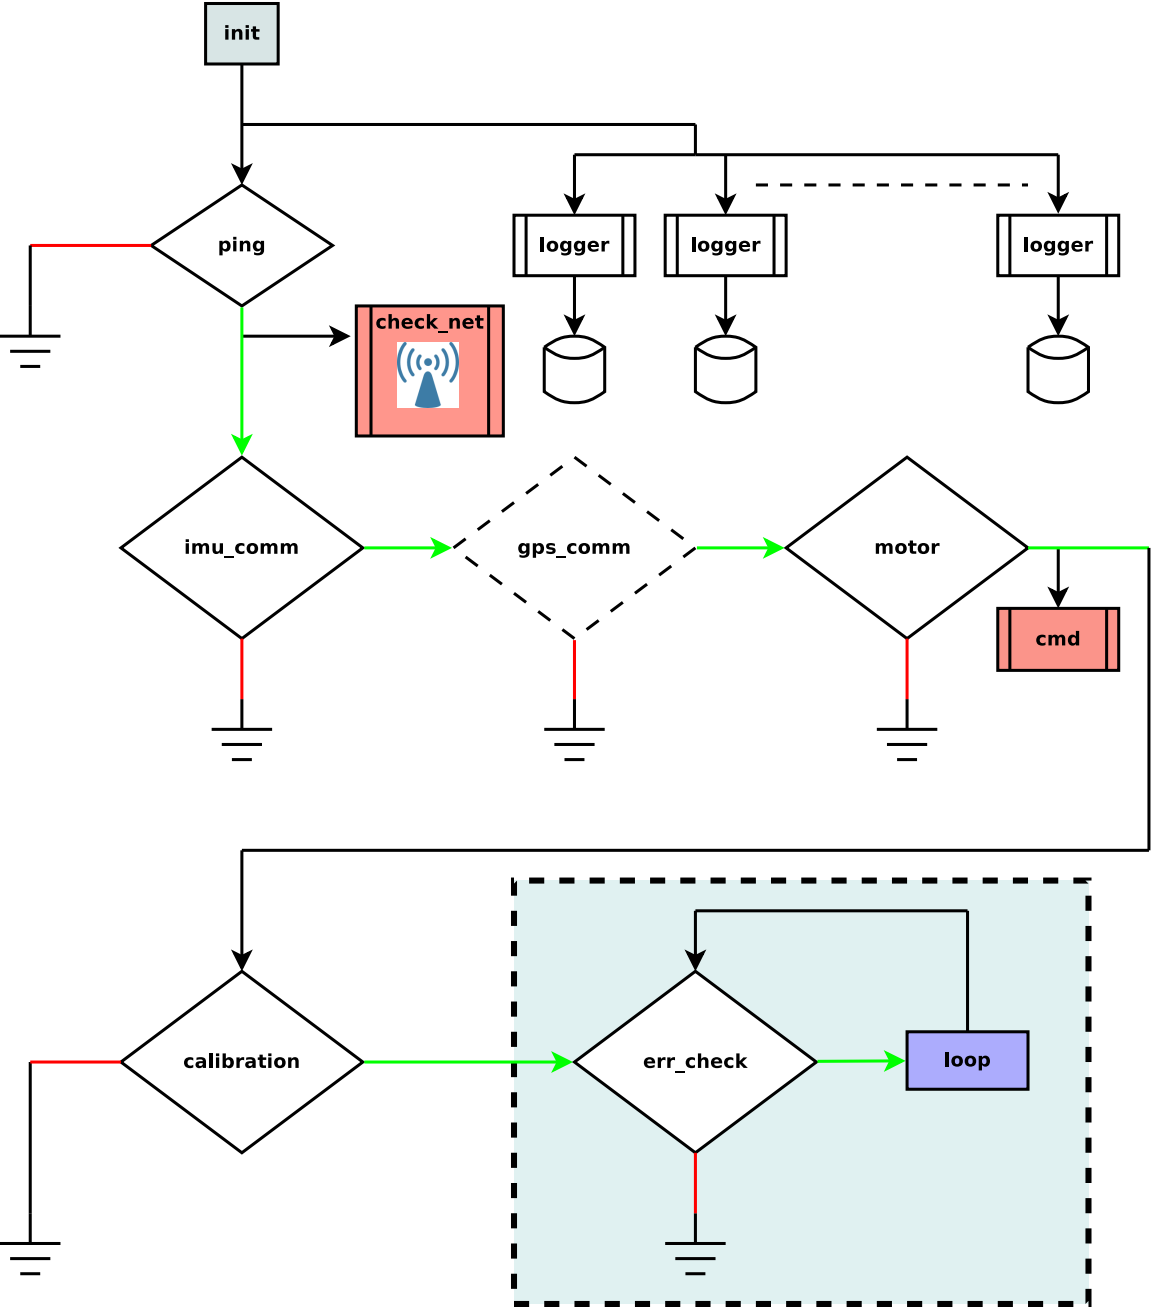 init
ping
logger
logger
logger
check_net
imu_comm
gps_comm
motor
cmd
calibration
err_check
loop